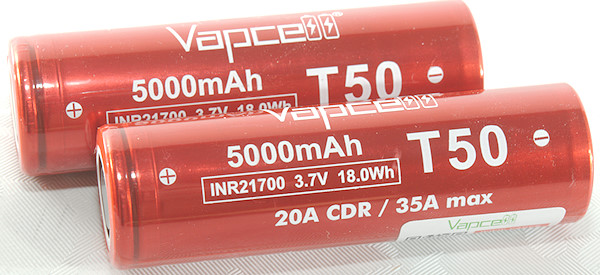 Vapcell
5000mAh T50
INR21700 3.7V 18.0Wh
Vapcell
5000mAh T50
INR21700 3.7V 18.0Wh
20A CDR / 35A max
Vapcell